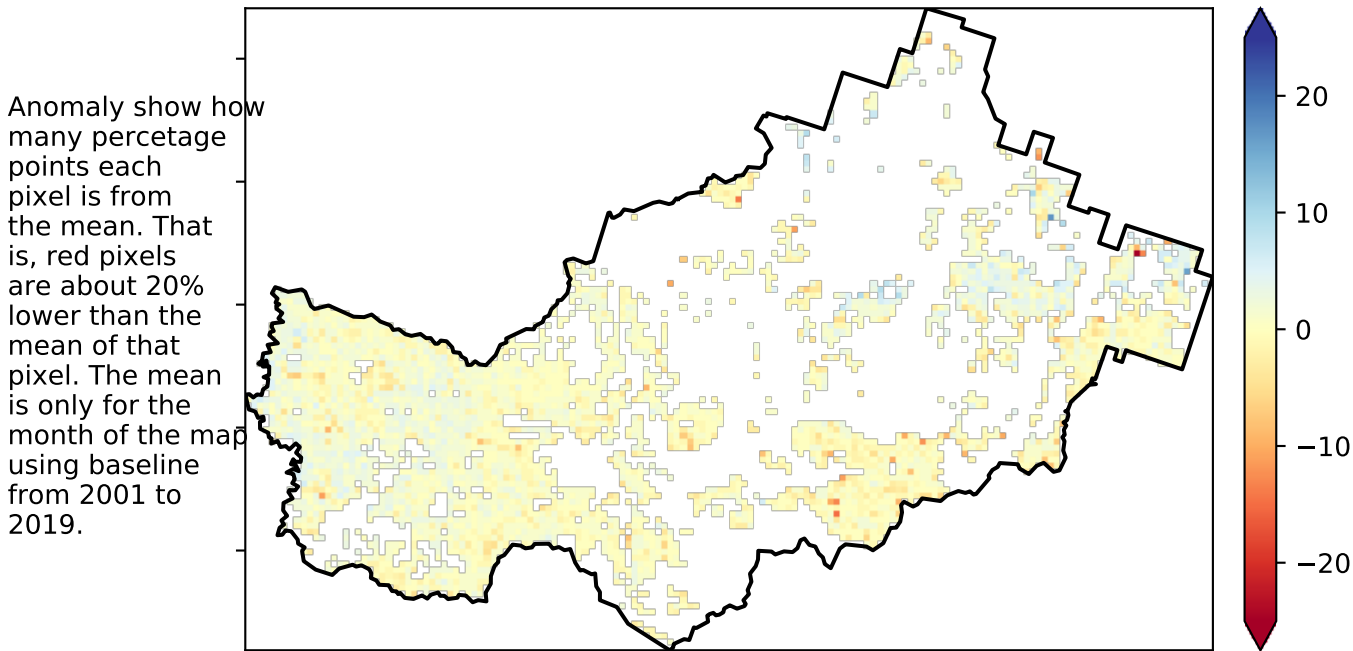 Anomaly show how
many percetage
points each
pixel is from
the mean. That
is, red pixels
are about 20%
lower than the
mean of that
pixel. The mean
is only for the
month of the map
using baseline
from 2001 to
2019.
20
10
0
−10
−20